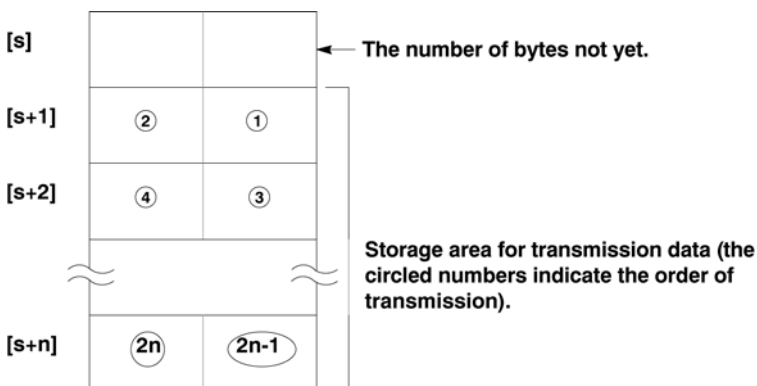 [s]
The number of bytes not yet.
[s+1]
② ①
[s+2]
④ ③
Storage area for transmission data (the
circled numbers indicate the order of
transmission).
[s+n]
2n 2n-1